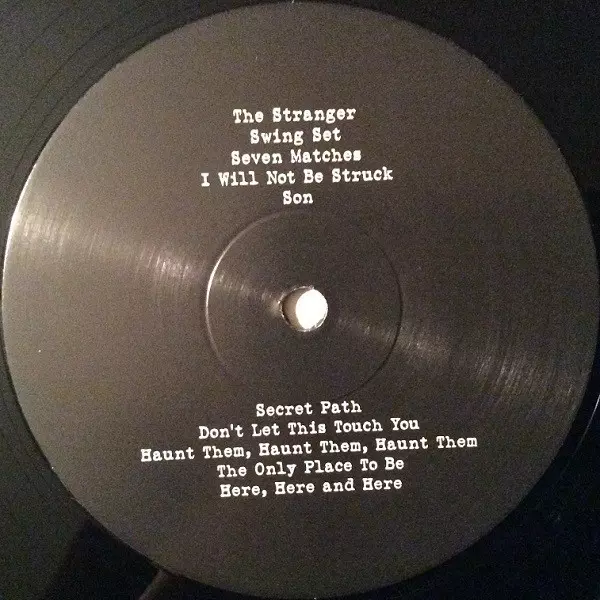 The Stranger
Swing Set
Seven Matches
I Will Not Be Struck
Son
Secret Path
Don't Let This Touch You
Haunt Them, Haunt Them, Haunt Them
The Only Place To Be
Here, Here and Here